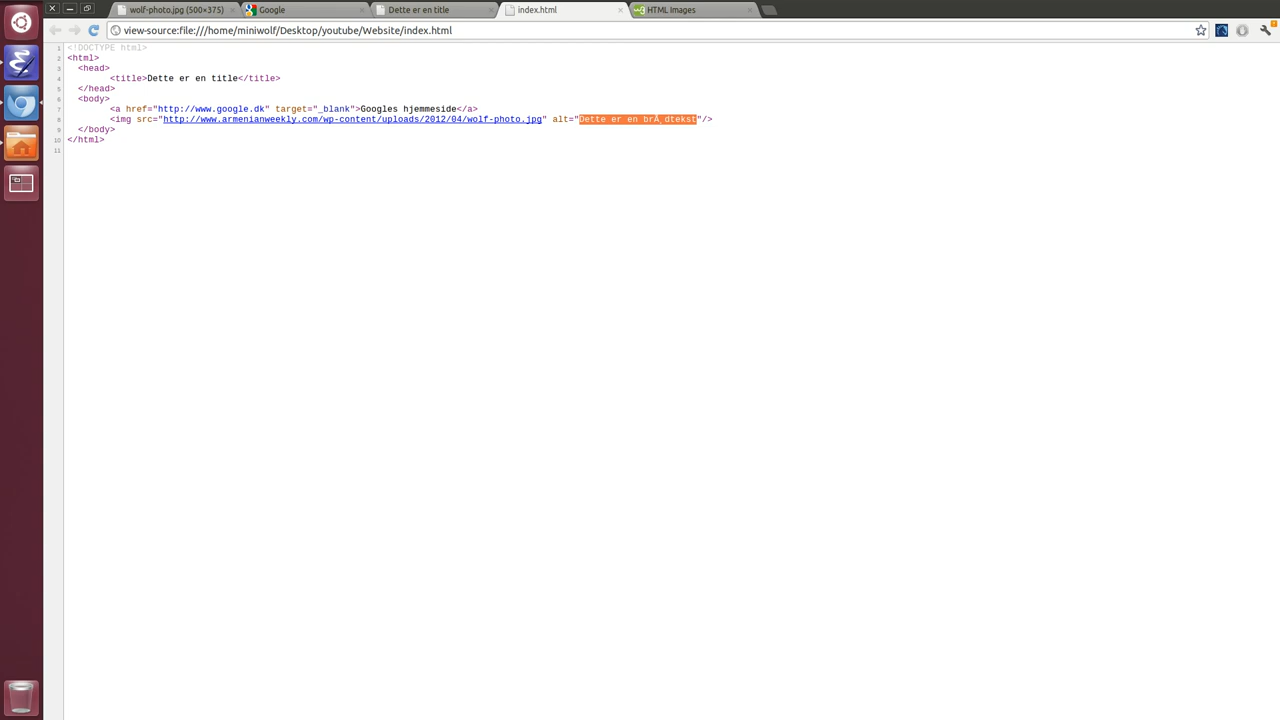 wolf-photo.jpg (500×375)
Google
Dette er en title
index.html
HTML Images
view-source:file:///home/miniwolf/Desktop/youtube/Website/index.html
1 <!DOCTYPE html>
2 <html>
3 <head>
4 <title>Dette er en title</title>
5 </head>
6 <body>
7 <a href="http://www.google.dk" target="_blank">Googles hjemmeside</a>
8 <img src="http://www.armenianweekly.com/wp-content/uploads/2012/04/wolf-photo.jpg" alt="Dette er en brÃ¸dtekst"/>
9 </body>
10 </html>
11